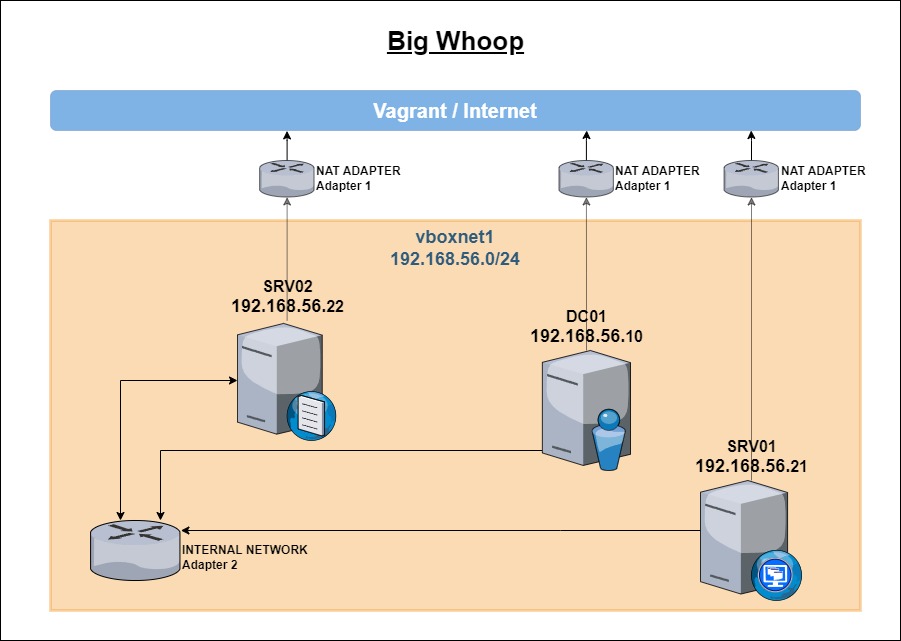 Big Whoop
Vagrant / Internet
NAT ADAPTER
Adapter 1
NAT ADAPTER
Adapter 1
NAT ADAPTER
Adapter 1
vboxnet1
192.168.56.0/24
SRV02
192.168.56.22
DC01
192.168.56.10
SRV01
192.168.56.21
INTERNAL NETWORK
Adapter 2